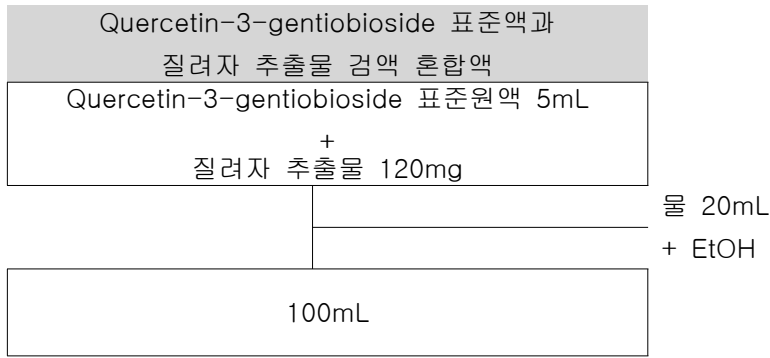 Quercetin-3-gentiobioside 표준액과
질려자 추출물 검액 혼합액
Quercetin-3-gentiobioside 표준원액 5mL
+
질려자 추출물 120mg
물 20mL
+ EtOH
100mL